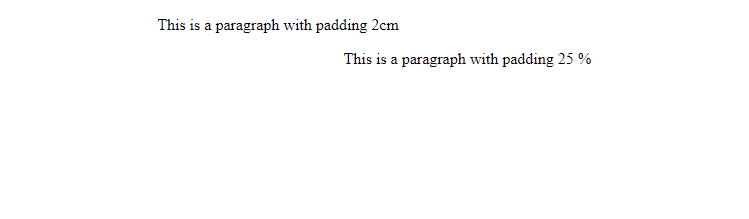 This is a paragraph with padding 2cm
This is a paragraph with padding 25 %